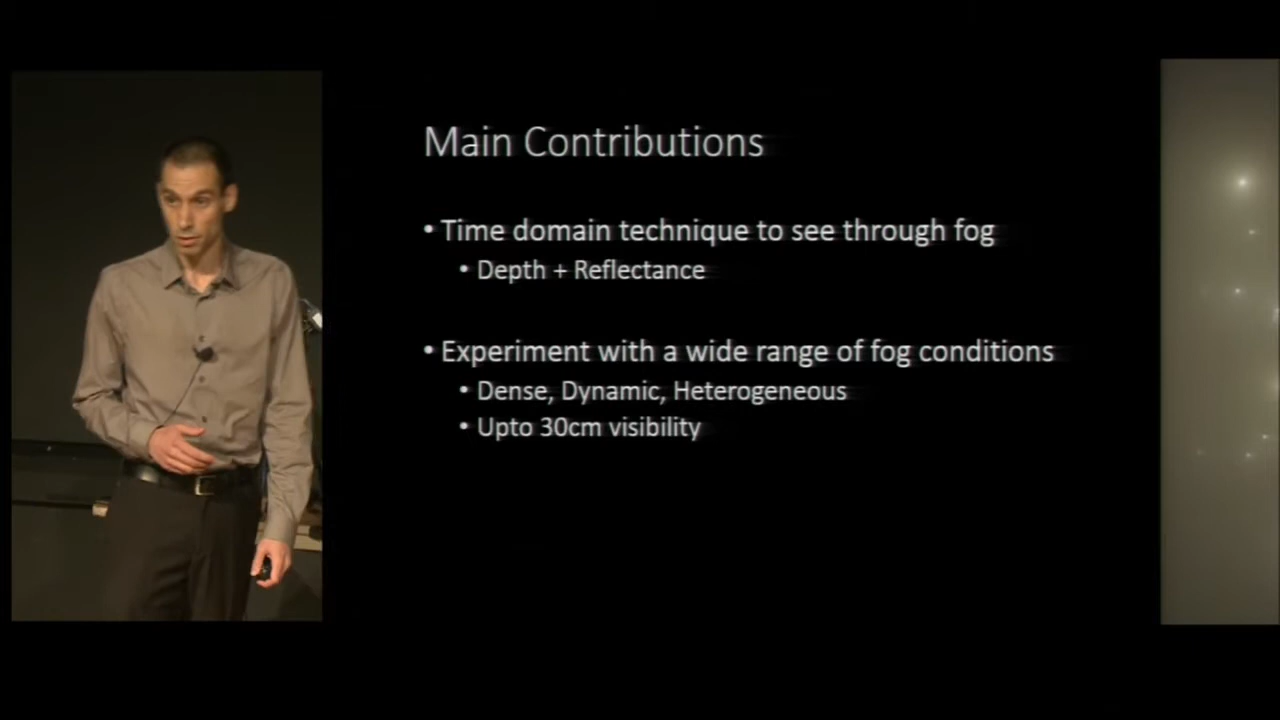 Main Contributions
• Time domain technique to see through fog
• Depth + Reflectance
• Experiment with a wide range of fog conditions
• Dense, Dynamic, Heterogeneous
• Upto 30cm visibility